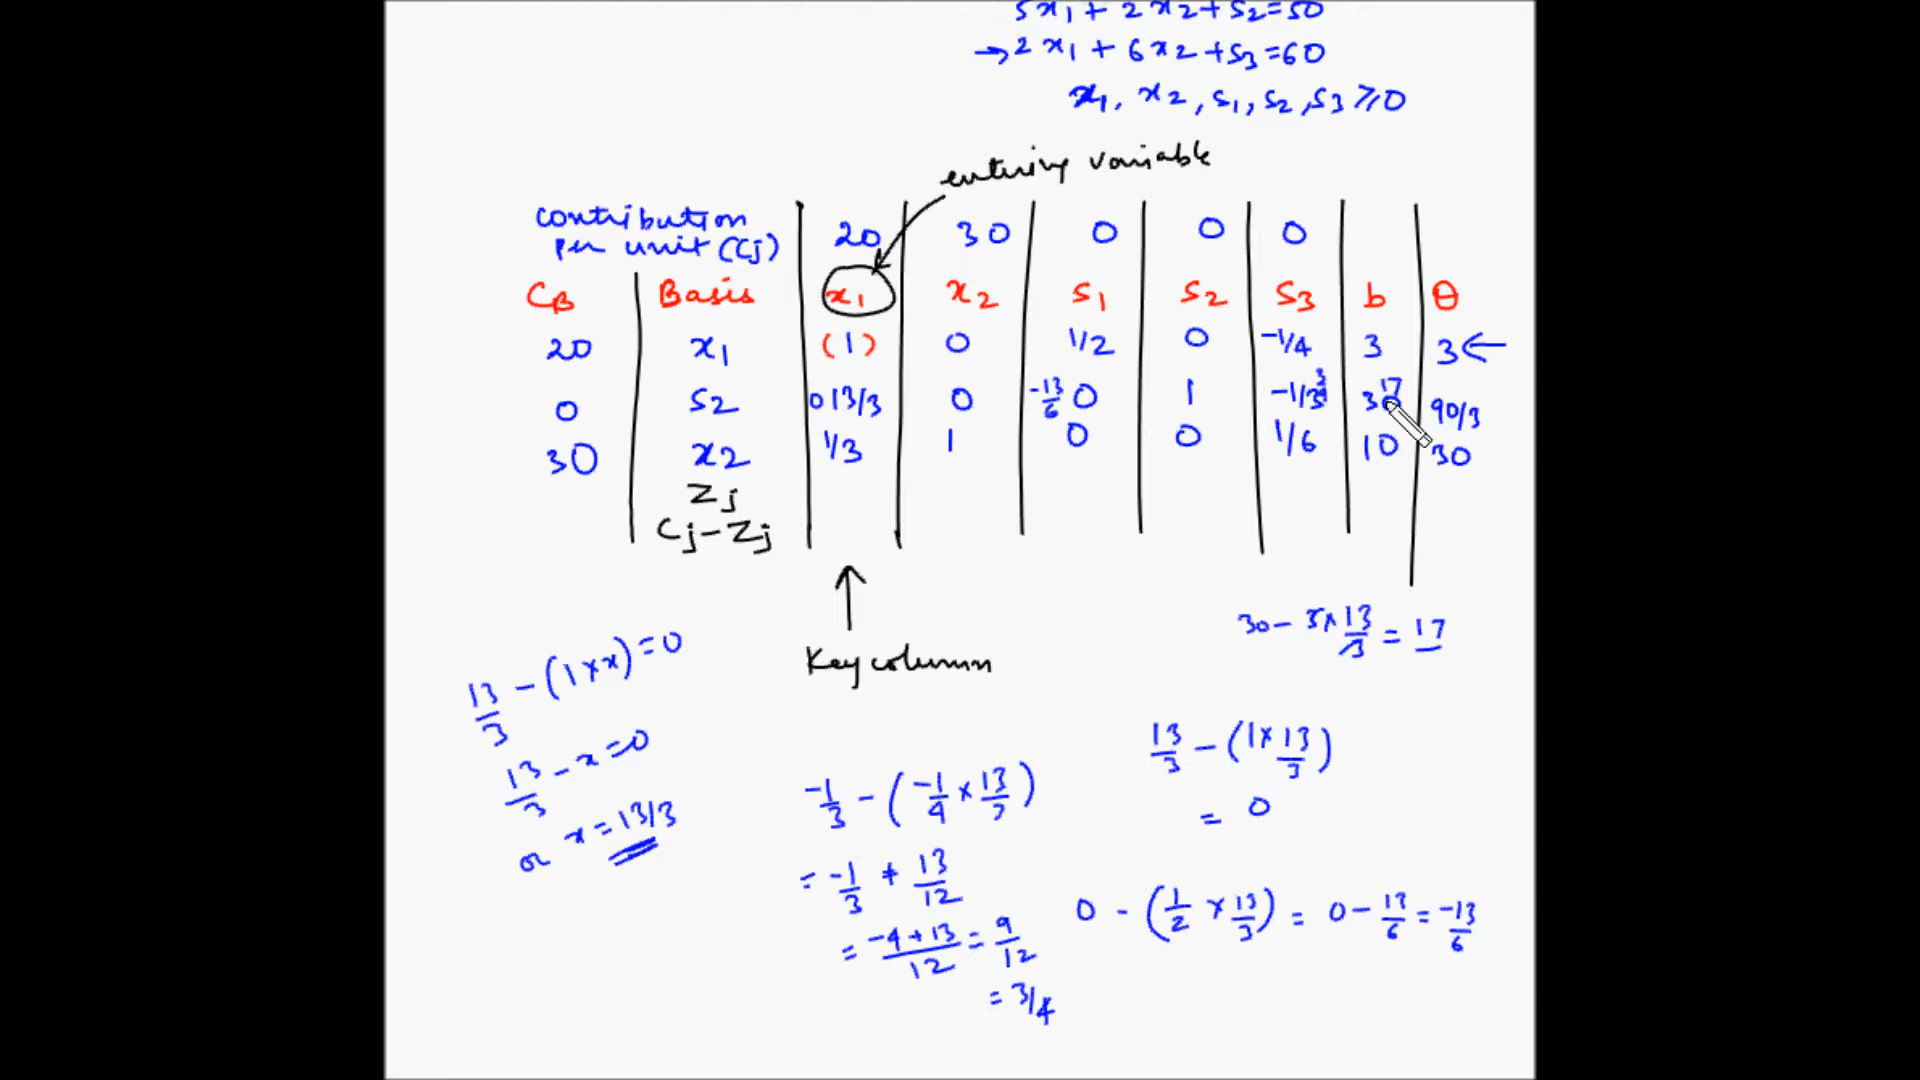 5x1 + 2x2 + S2 = 50
→ 2x1 + 6x2 + S3 = 60
x1, x2, S1, S2, S3 ≥ 0
entering variable
contribution per unit (Cj) 20 30 0 0 0
CB Basis x1 x2 S1 S2 S3 b θ
20 x1 (1) 0 1/2 0 -1/4 3 3 ←
0 S2 0 13/3 0 -13/6 0 1 -1/3 3/4 30 17 90/3
30 x2 1/3 1 0 0 1/6 10 30
Zj
Cj-Zj
Key column
30 - 3 × 13/3 = 17
13/3 - (1 × x) = 0
13/3 - x = 0
or x = 13/3
-1/3 - (-1/4 × 13/3)
= -1/3 + 13/12
= -4+13/12 = 9/12
= 3/4
13/3 - (1 × 13/3)
= 0
0 - (1/2 × 13/3) = 0 - 13/6 = -13/6